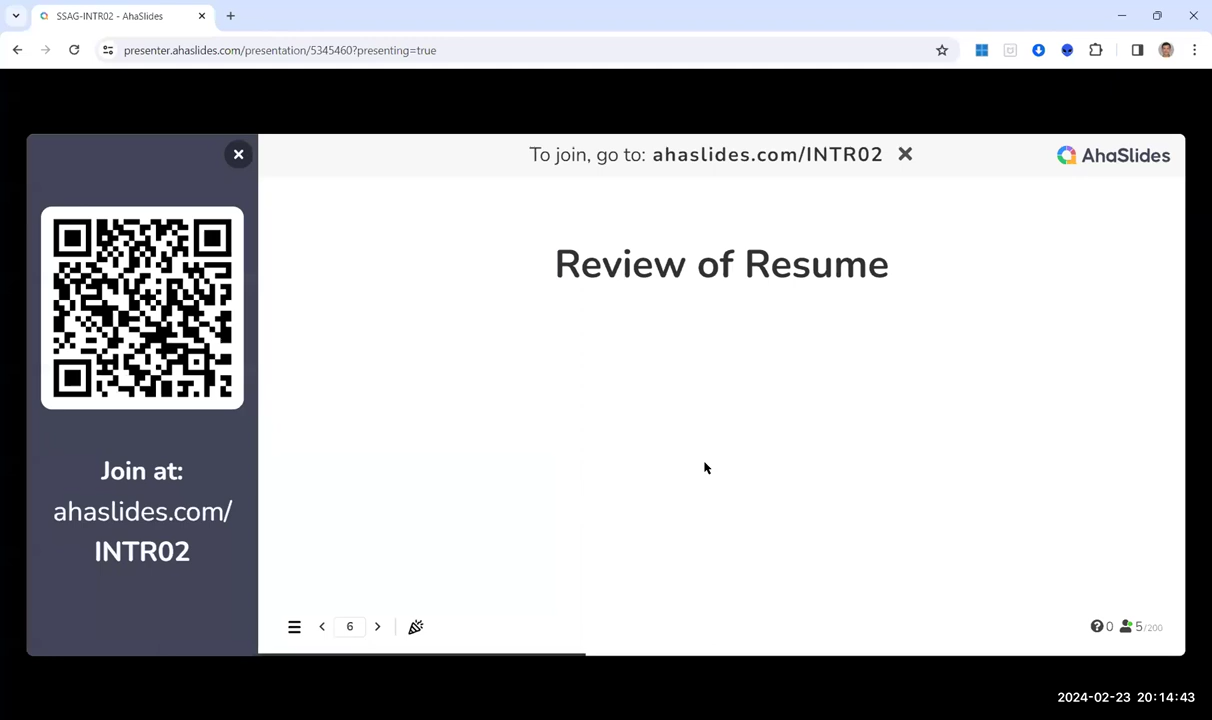 SSAG-INTR02 - AhaSlides
presenter.ahaslides.com/presentation/5345460?presenting=true
To join, go to: ahaslides.com/INTR02
AhaSlides
Review of Resume
Join at:
ahaslides.com/
INTR02
6
0 5/200
2024-02-23 20:14:43